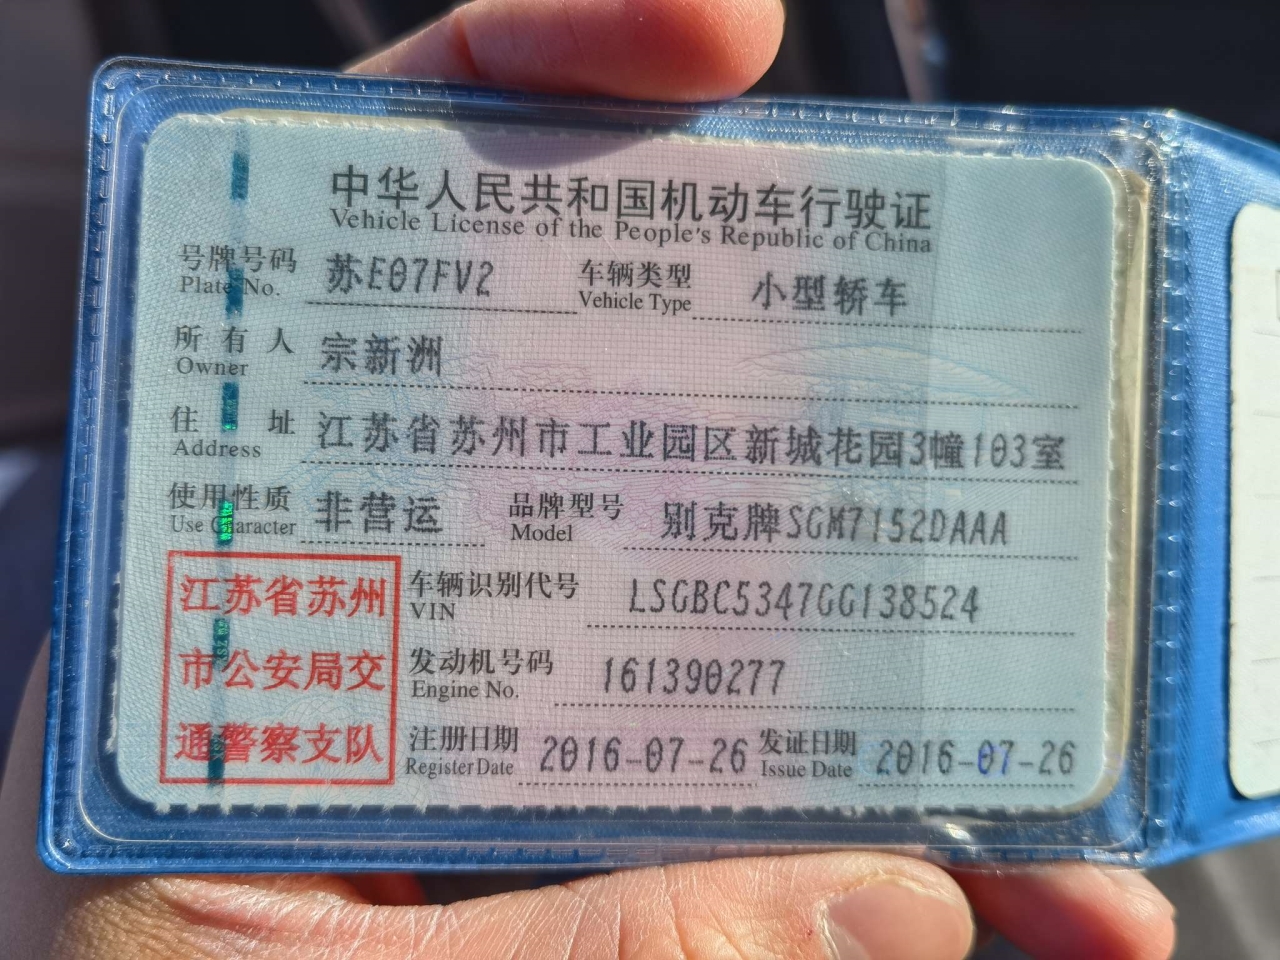 中华人民共和国机动车行驶证
Vehicle License of the People's Republic of China
号牌号码 苏E07FV2 车辆类型 小型轿车
Plate No. Vehicle Type
所有人 宗新洲
Owner
住址 江苏省苏州市工业园区新城花园3幢103室
Address
使用性质 非营运 品牌型号 别克牌SGM7152DAAA
Use Character Model
江苏省苏州
市公安局交
通警察支队
车辆识别代号 LSGBC5347GG138524
VIN
发动机号码 161390277
Engine No.
注册日期 2016-07-26 发证日期 2016-07-26
Register Date Issue Date